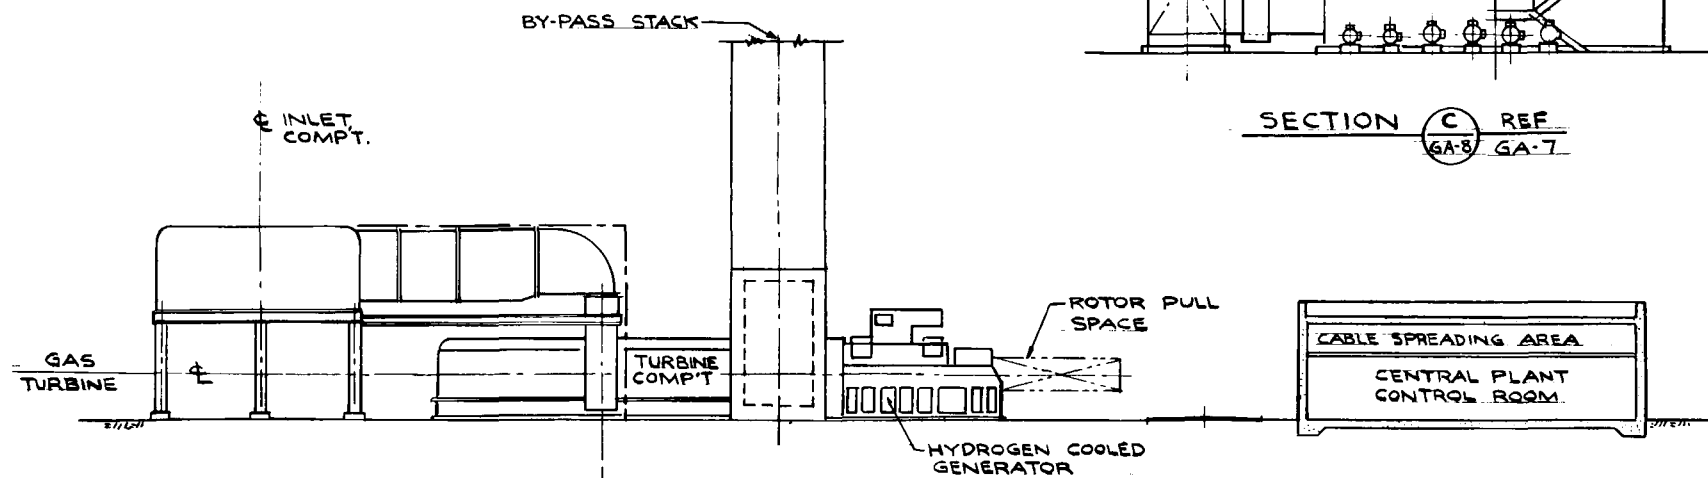 BY-PASS STACK
℄ INLET
COMP'T.
SECTION C REF
GA-8 GA-7
ROTOR PULL
SPACE
GAS
TURBINE
℄
TURBINE
COMP'T
CABLE SPREADING AREA
CENTRAL PLANT
CONTROL ROOM
HYDROGEN COOLED
GENERATOR